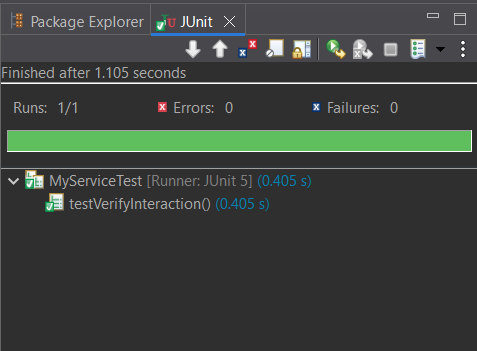 Package Explorer JUnit
Finished after 1.105 seconds
Runs: 1/1 Errors: 0 Failures: 0
MyServiceTest [Runner: JUnit 5] (0.405 s)
testVerifyInteraction() (0.405 s)